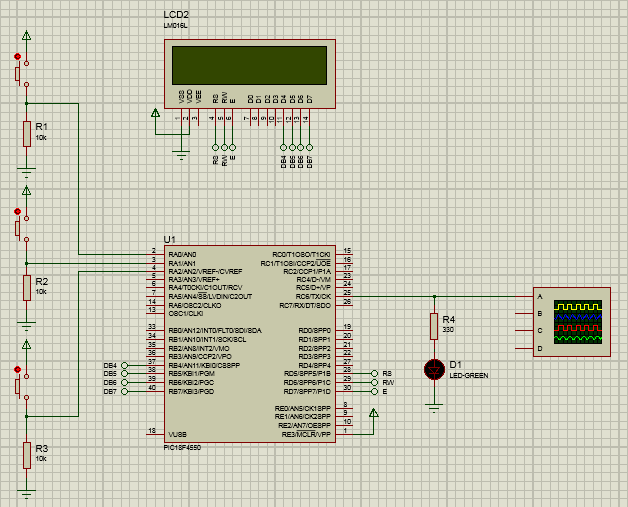 LCD2
LM016L
VSS
VDD
VEE
RS
RW
E
D0
D1
D2
D3
D4
D5
D6
D7
1
2
3
4
5
6
7
8
9
10
11
12
13
14
RS
RW
E
DB4
DB5
DB6
DB7
R1
10k
R2
10k
R3
10k
U1
2 RA0/AN0
3 RA1/AN1
4 RA2/AN2/VREF-/CVREF
5 RA3/AN3/VREF+
6 RA4/T0CKI/C1OUT/RCV
7 RA5/AN4/SS/LVDIN/C2OUT
14 RA6/OSC2/CLKO
13 OSC1/CLKI
33 RB0/AN12/INT0/FLT0/SDI/SDA
34 RB1/AN10/INT1/SCK/SCL
35 RB2/AN8/INT2/VMO
36 RB3/AN9/CCP2/VPO
DB4 37 RB4/AN11/KBI0/CSSPP
DB5 38 RB5/KBI1/PGM
DB6 39 RB6/KBI2/PGC
DB7 40 RB7/KBI3/PGD
18 VUSB
RC0/T1OSO/T1CKI 15
RC1/T1OSI/CCP2/UOE 16
RC2/CCP1/P1A 17
RC4/D-/VM 23
RC5/D+/VP 24
RC6/TX/CK 25
RC7/RX/DT/SDO 26
RD0/SPP0 19
RD1/SPP1 20
RD2/SPP2 21
RD3/SPP3 22
RD4/SPP4 27
RD5/SPP5/P1B 28 RS
RD6/SPP6/P1C 29 RW
RD7/SPP7/P1D 30 E
RE0/AN5/CK1SPP 8
RE1/AN6/CK2SPP 9
RE2/AN7/OESPP 10
RE3/MCLR/VPP 1
PIC18F4550
R4
330
D1
LED-GREEN
A
B
C
D